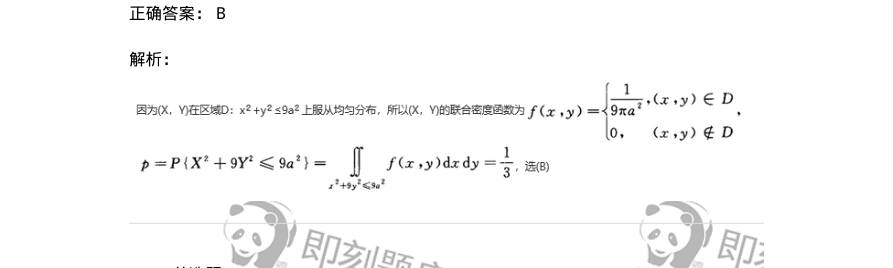 正确答案： B
解析：
因为(X，Y)在区域D：x²+y²≤9a²上服从均匀分布，所以(X，Y)的联合密度函数为 f(x,y)={1/(9πa²),(x,y)∈D
0, (x,y)∉D，
p=P{X²+9Y²≤9a²}=∬_{x²+9y²≤9a²} f(x,y)dxdy=1/3，选(B)
即刻题